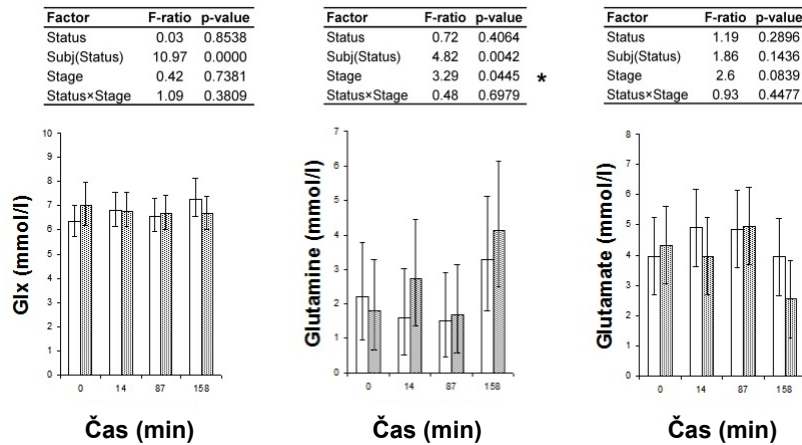 Factor F-ratio p-value
Status 0.03 0.8538
Subj(Status) 10.97 0.0000
Stage 0.42 0.7381
Status×Stage 1.09 0.3809
Glx (mmol/l)
10
9
8
7
6
5
4
3
2
1
0
0 14 87 158
Čas (min)
Factor F-ratio p-value
Status 0.72 0.4064
Subj(Status) 4.82 0.0042
Stage 3.29 0.0445 *
Status×Stage 0.48 0.6979
Glutamine (mmol/l)
7
6
5
4
3
2
1
0
0 14 87 158
Čas (min)
Factor F-ratio p-value
Status 1.19 0.2896
Subj(Status) 1.86 0.1436
Stage 2.6 0.0839
Status×Stage 0.93 0.4477
Glutamate (mmol/l)
8
7
6
5
4
3
2
1
0
0 14 87 158
Čas (min)